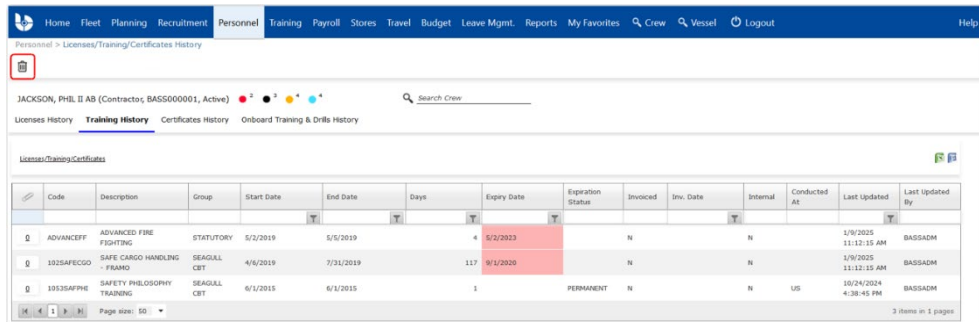 Home Fleet Planning Recruitment Personnel Training Payroll Stores Travel Budget Leave Mgmt. Reports My Favorites Crew Vessel Logout Help
Personnel > Licenses/Training/Certificates History
JACKSON, PHIL II AB (Contractor, BASS000001, Active) 2 3 4 4 Search Crew
Licenses History Training History Certificates History Onboard Training & Drills History
Licenses/Training/Certificates
Code Description Group Start Date End Date Days Expiry Date Expiration Status Invoiced Inv. Date Internal Conducted At Last Updated Last Updated By
0 ADVANCEFF ADVANCED FIRE FIGHTING STATUTORY 5/2/2019 5/5/2019 4 5/2/2023 N N 1/9/2025 11:12:15 AM BASSADM
0 102SAFECGO SAFE CARGO HANDLING - FRAMO SEAGULL CBT 4/6/2019 7/31/2019 117 9/1/2020 N N 1/9/2025 11:12:15 AM BASSADM
0 1053SAFPHI SAFETY PHILOSOPHY TRAINING SEAGULL CBT 6/1/2015 6/1/2015 1 PERMANENT N N US 10/24/2024 4:38:45 PM BASSADM
1 Page size: 50 3 items in 1 pages